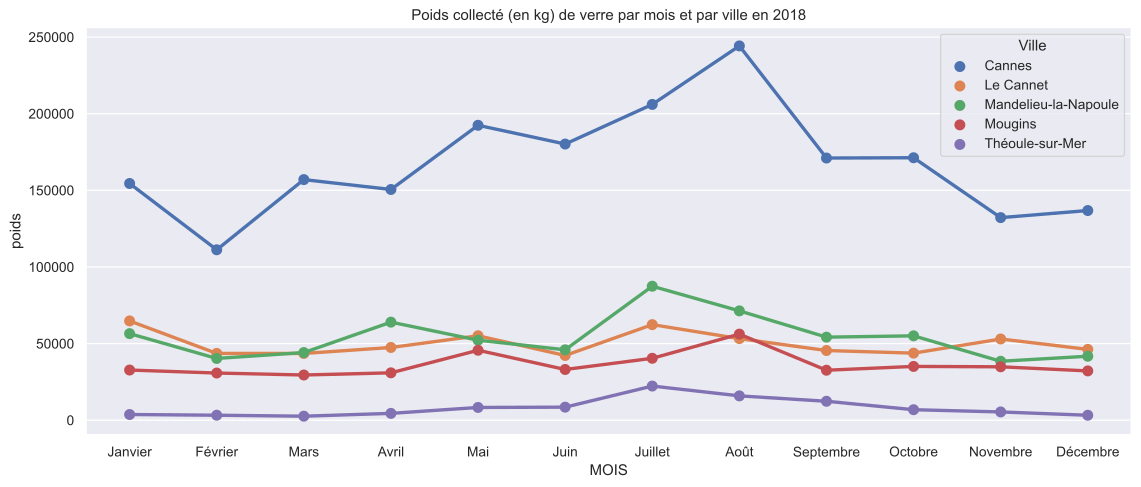 Poids collecté (en kg) de verre par mois et par ville en 2018
250000
200000
150000
100000
50000
0
poids
Ville
Cannes
Le Cannet
Mandelieu-la-Napoule
Mougins
Théoule-sur-Mer
Janvier Février Mars Avril Mai Juin Juillet Août Septembre Octobre Novembre Décembre
MOIS